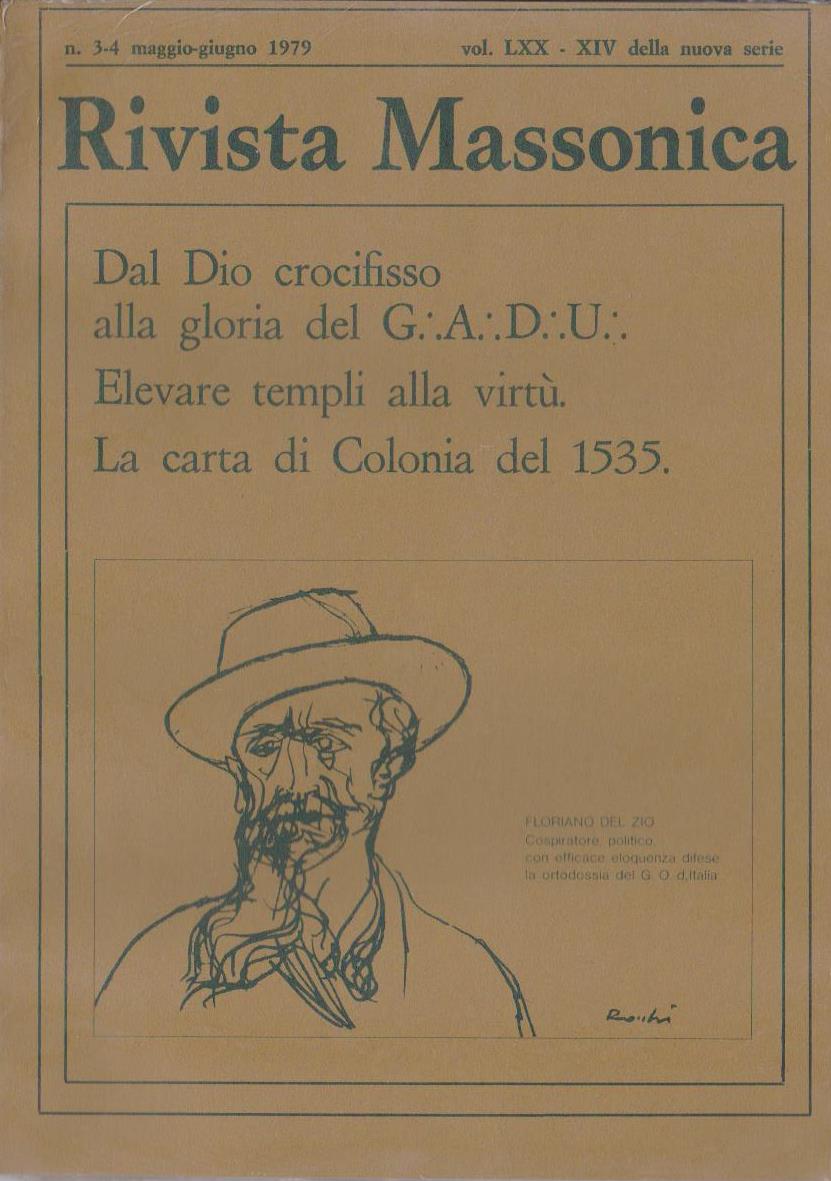 n. 3-4 maggio-giugno 1979 vol. LXX - XIV della nuova serie
Rivista Massonica
Dal Dio crocifisso
alla gloria del G∴A∴D∴U∴
Elevare templi alla virtù.
La carta di Colonia del 1535.
FLORIANO DEL ZIO
Cospiratore, politico,
con efficace eloquenza difese
la ortodossia del G. O. d,Italia